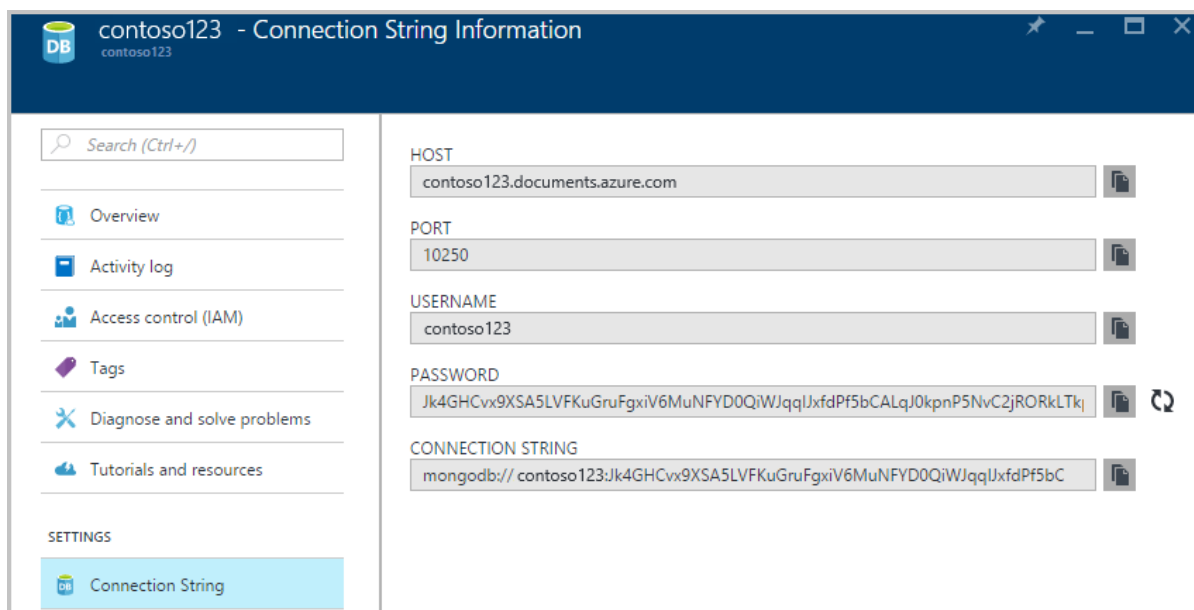 contoso123 - Connection String Information
contoso123
Search (Ctrl+/)
Overview
Activity log
Access control (IAM)
Tags
Diagnose and solve problems
Tutorials and resources
SETTINGS
Connection String
HOST
contoso123.documents.azure.com
PORT
10250
USERNAME
contoso123
PASSWORD
Jk4GHCvx9XSA5LVFKuGruFgxiV6MuNFYD0QiWJqqIJxfdPf5bCALqJ0kpnP5NvC2jRORkLTkp
CONNECTION STRING
mongodb:// contoso123:Jk4GHCvx9XSA5LVFKuGruFgxiV6MuNFYD0QiWJqqIJxfdPf5bC